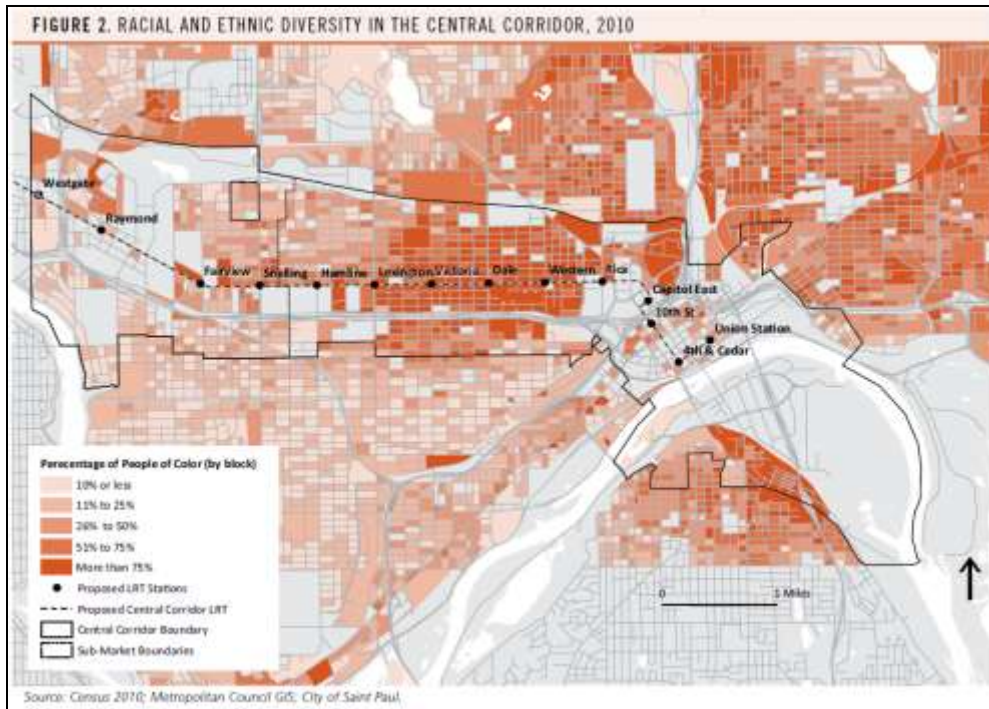 FIGURE 2. RACIAL AND ETHNIC DIVERSITY IN THE CENTRAL CORRIDOR, 2010
Westgate
Raymond
Fairview
Snelling
Hamline
Lexington
Victoria
Dale
Western
Rice
Capitol East
10th St
Union Station
4th & Cedar
Perecentage of People of Color (by block)
10% or less
11% to 25%
26% to 50%
51% to 75%
More than 75%
Proposed LRT Stations
Proposed Central Corridor LRT
Central Corridor Boundary
Sub-Market Boundaries
0 1 Miles
Source: Census 2010; Metropolitan Council GIS; City of Saint Paul.